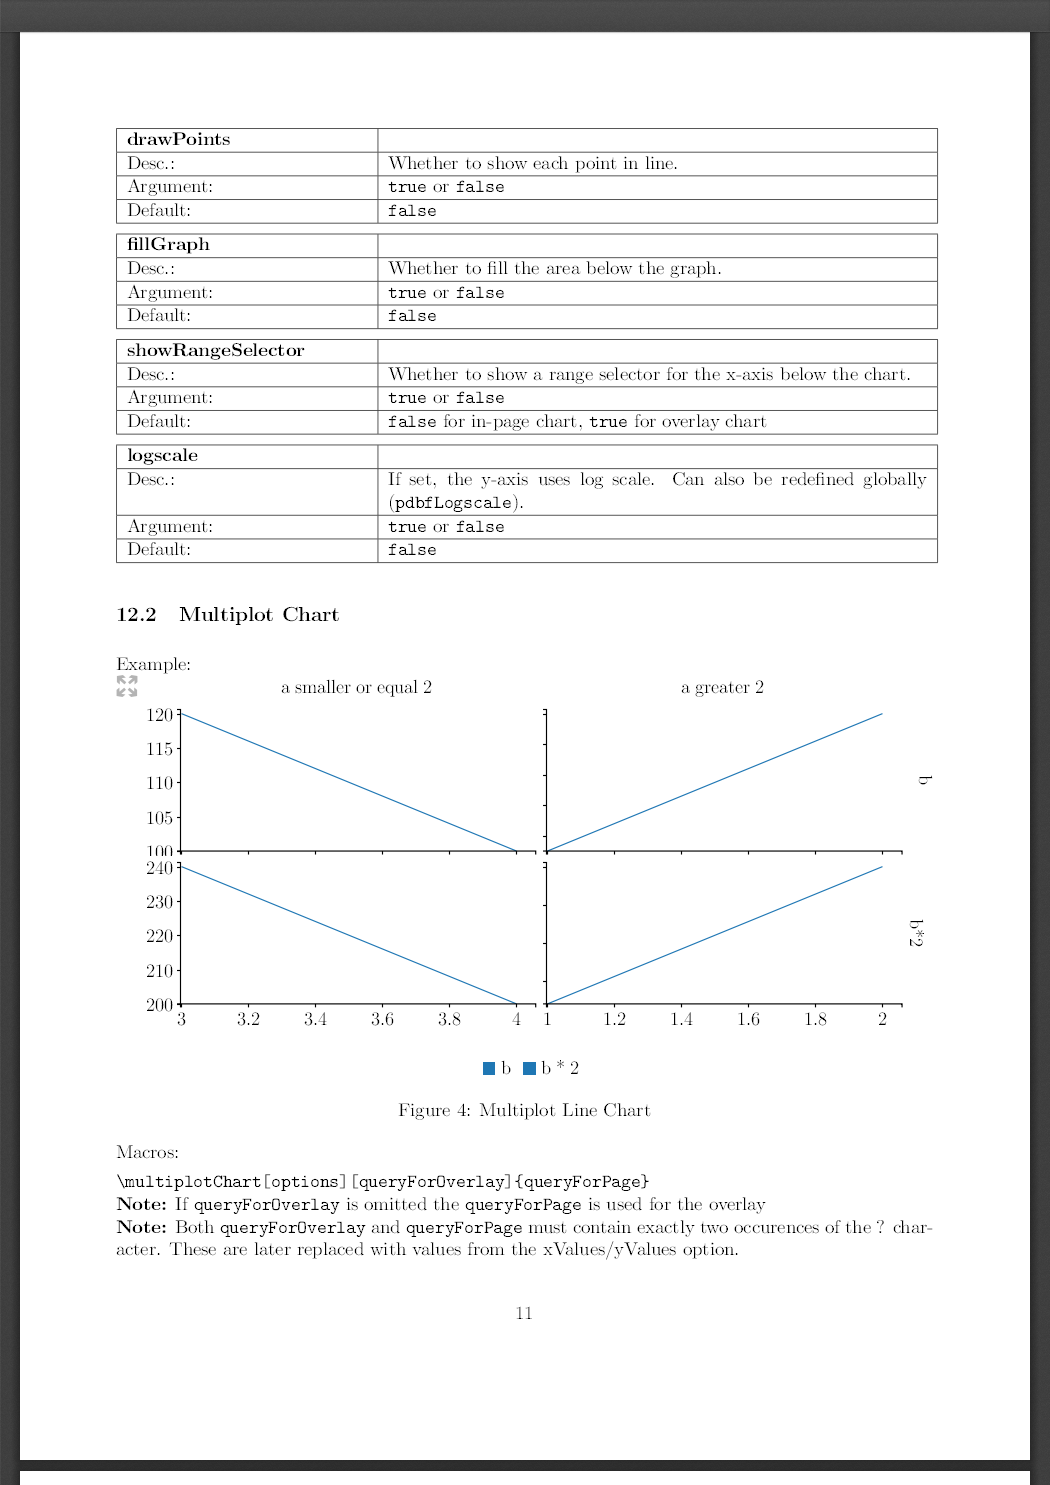 drawPoints
Desc.: Whether to show each point in line.
Argument: true or false
Default: false
fillGraph
Desc.: Whether to fill the area below the graph.
Argument: true or false
Default: false
showRangeSelector
Desc.: Whether to show a range selector for the x-axis below the chart.
Argument: true or false
Default: false for in-page chart, true for overlay chart
logscale
Desc.: If set, the y-axis uses log scale. Can also be redefined globally
(pdbfLogscale).
Argument: true or false
Default: false
12.2 Multiplot Chart
Example:
a smaller or equal 2 a greater 2
120
115
110
105
100
b
240
230
220
210
200
b*2
3 3.2 3.4 3.6 3.8 4 1 1.2 1.4 1.6 1.8 2
b b * 2
Figure 4: Multiplot Line Chart
Macros:
\multiplotChart[options][queryForOverlay]{queryForPage}
Note: If queryForOverlay is omitted the queryForPage is used for the overlay
Note: Both queryForOverlay and queryForPage must contain exactly two occurences of the ? char-
acter. These are later replaced with values from the xValues/yValues option.
11